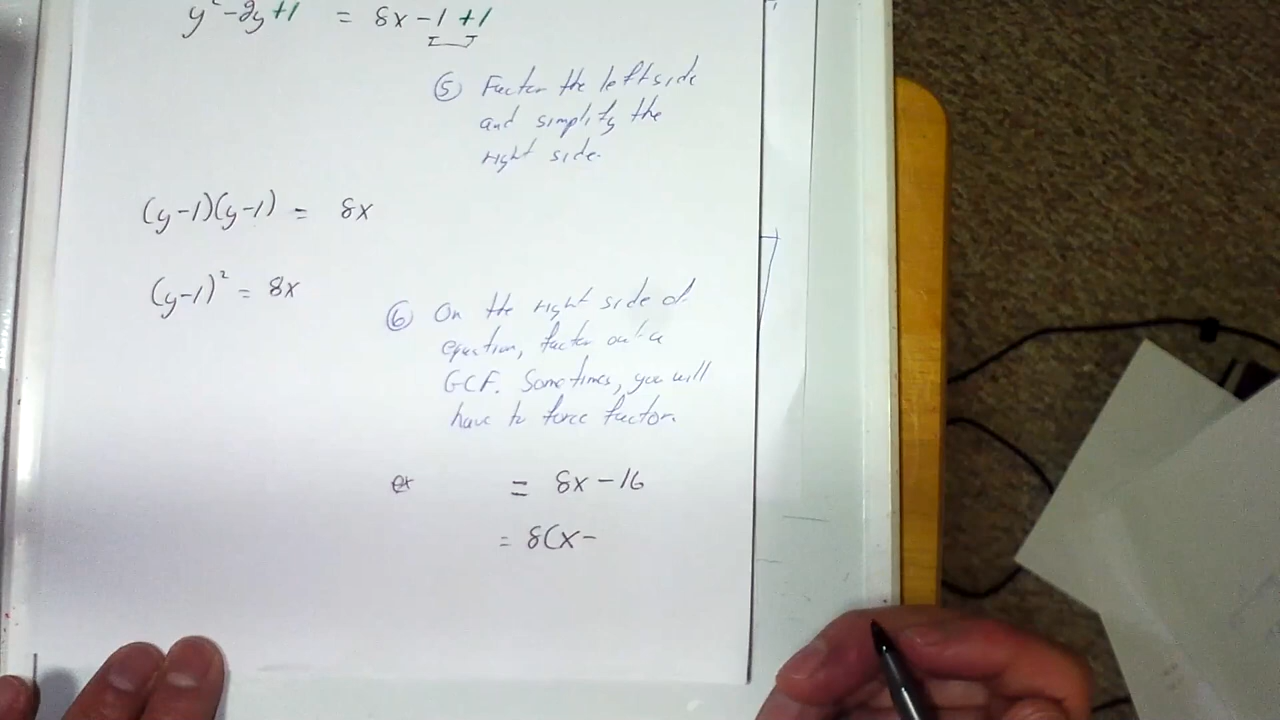 y² - 2y + 1 = 8x - 1 + 1
⑤ Factor the left side
and simplify the
right side.
(y-1)(y-1) = 8x
(y-1)² = 8x
⑥ On the right side of
equation, factor out a
GCF. Sometimes, you will
have to force factor.
ex = 8x - 16
= 8(x -